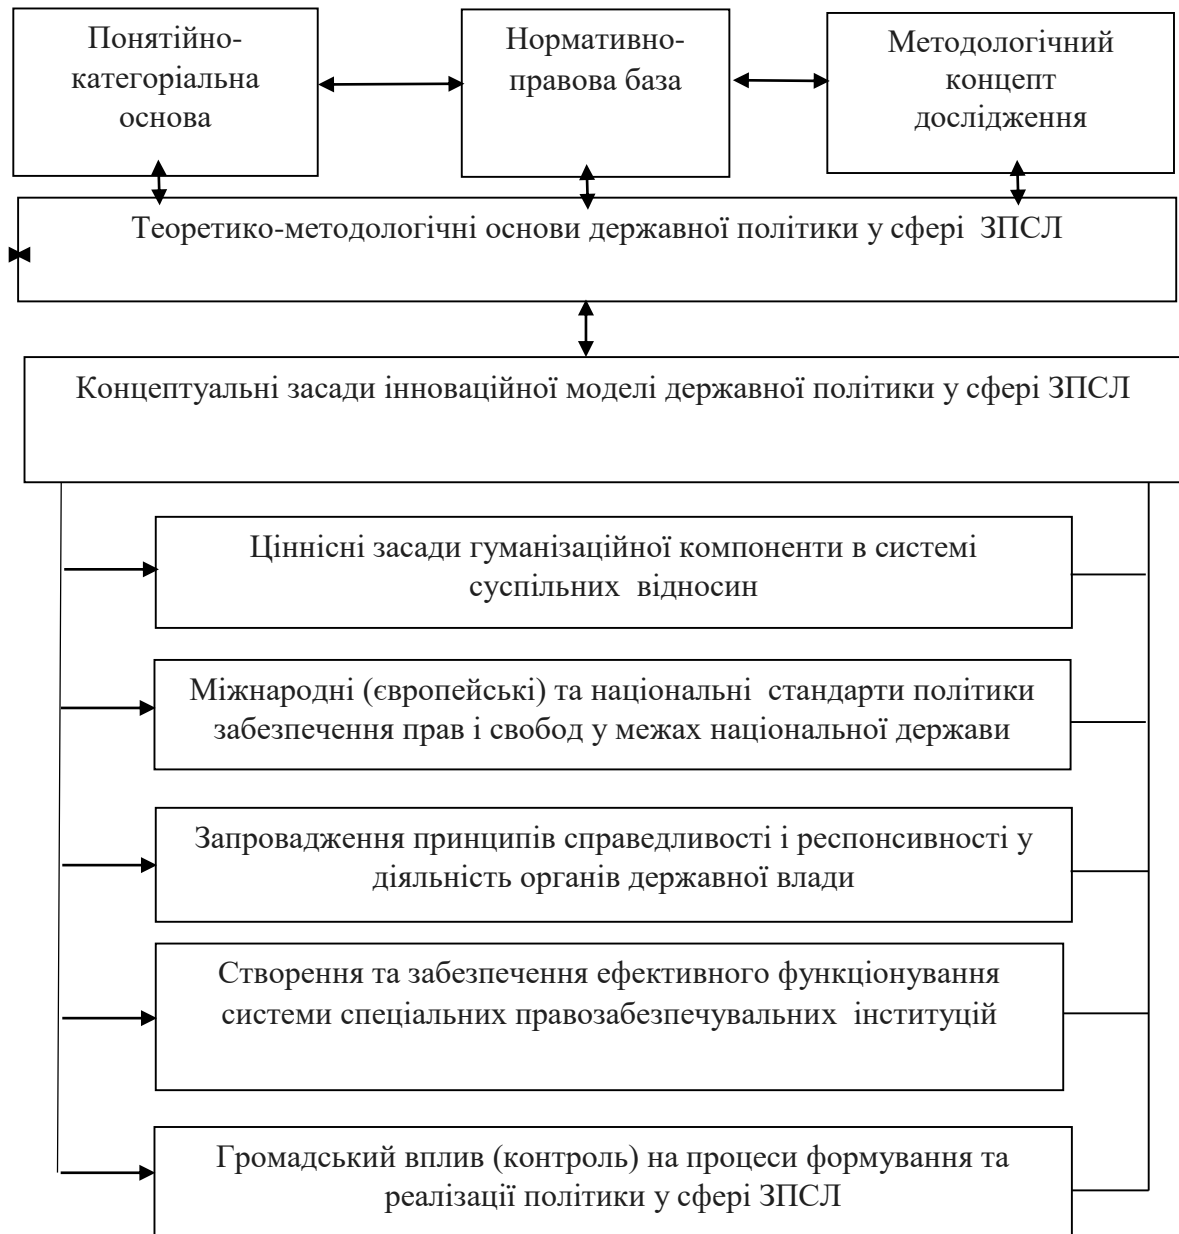 Понятійно-
категоріальна
основа
Нормативно-
правова база
Методологічний
концепт
дослідження
Теоретико-методологічні основи державної політики у сфері ЗПСЛ
Концептуальні засади інноваційної моделі державної політики у сфері ЗПСЛ
Ціннісні засади гуманізаційної компоненти в системі
суспільних відносин
Міжнародні (європейські) та національні стандарти політики
забезпечення прав і свобод у межах національної держави
Запровадження принципів справедливості і респонсивності у
діяльність органів державної влади
Створення та забезпечення ефективного функціонування
системи спеціальних правозабезпечувальних інституцій
Громадський вплив (контроль) на процеси формування та
реалізації політики у сфері ЗПСЛ